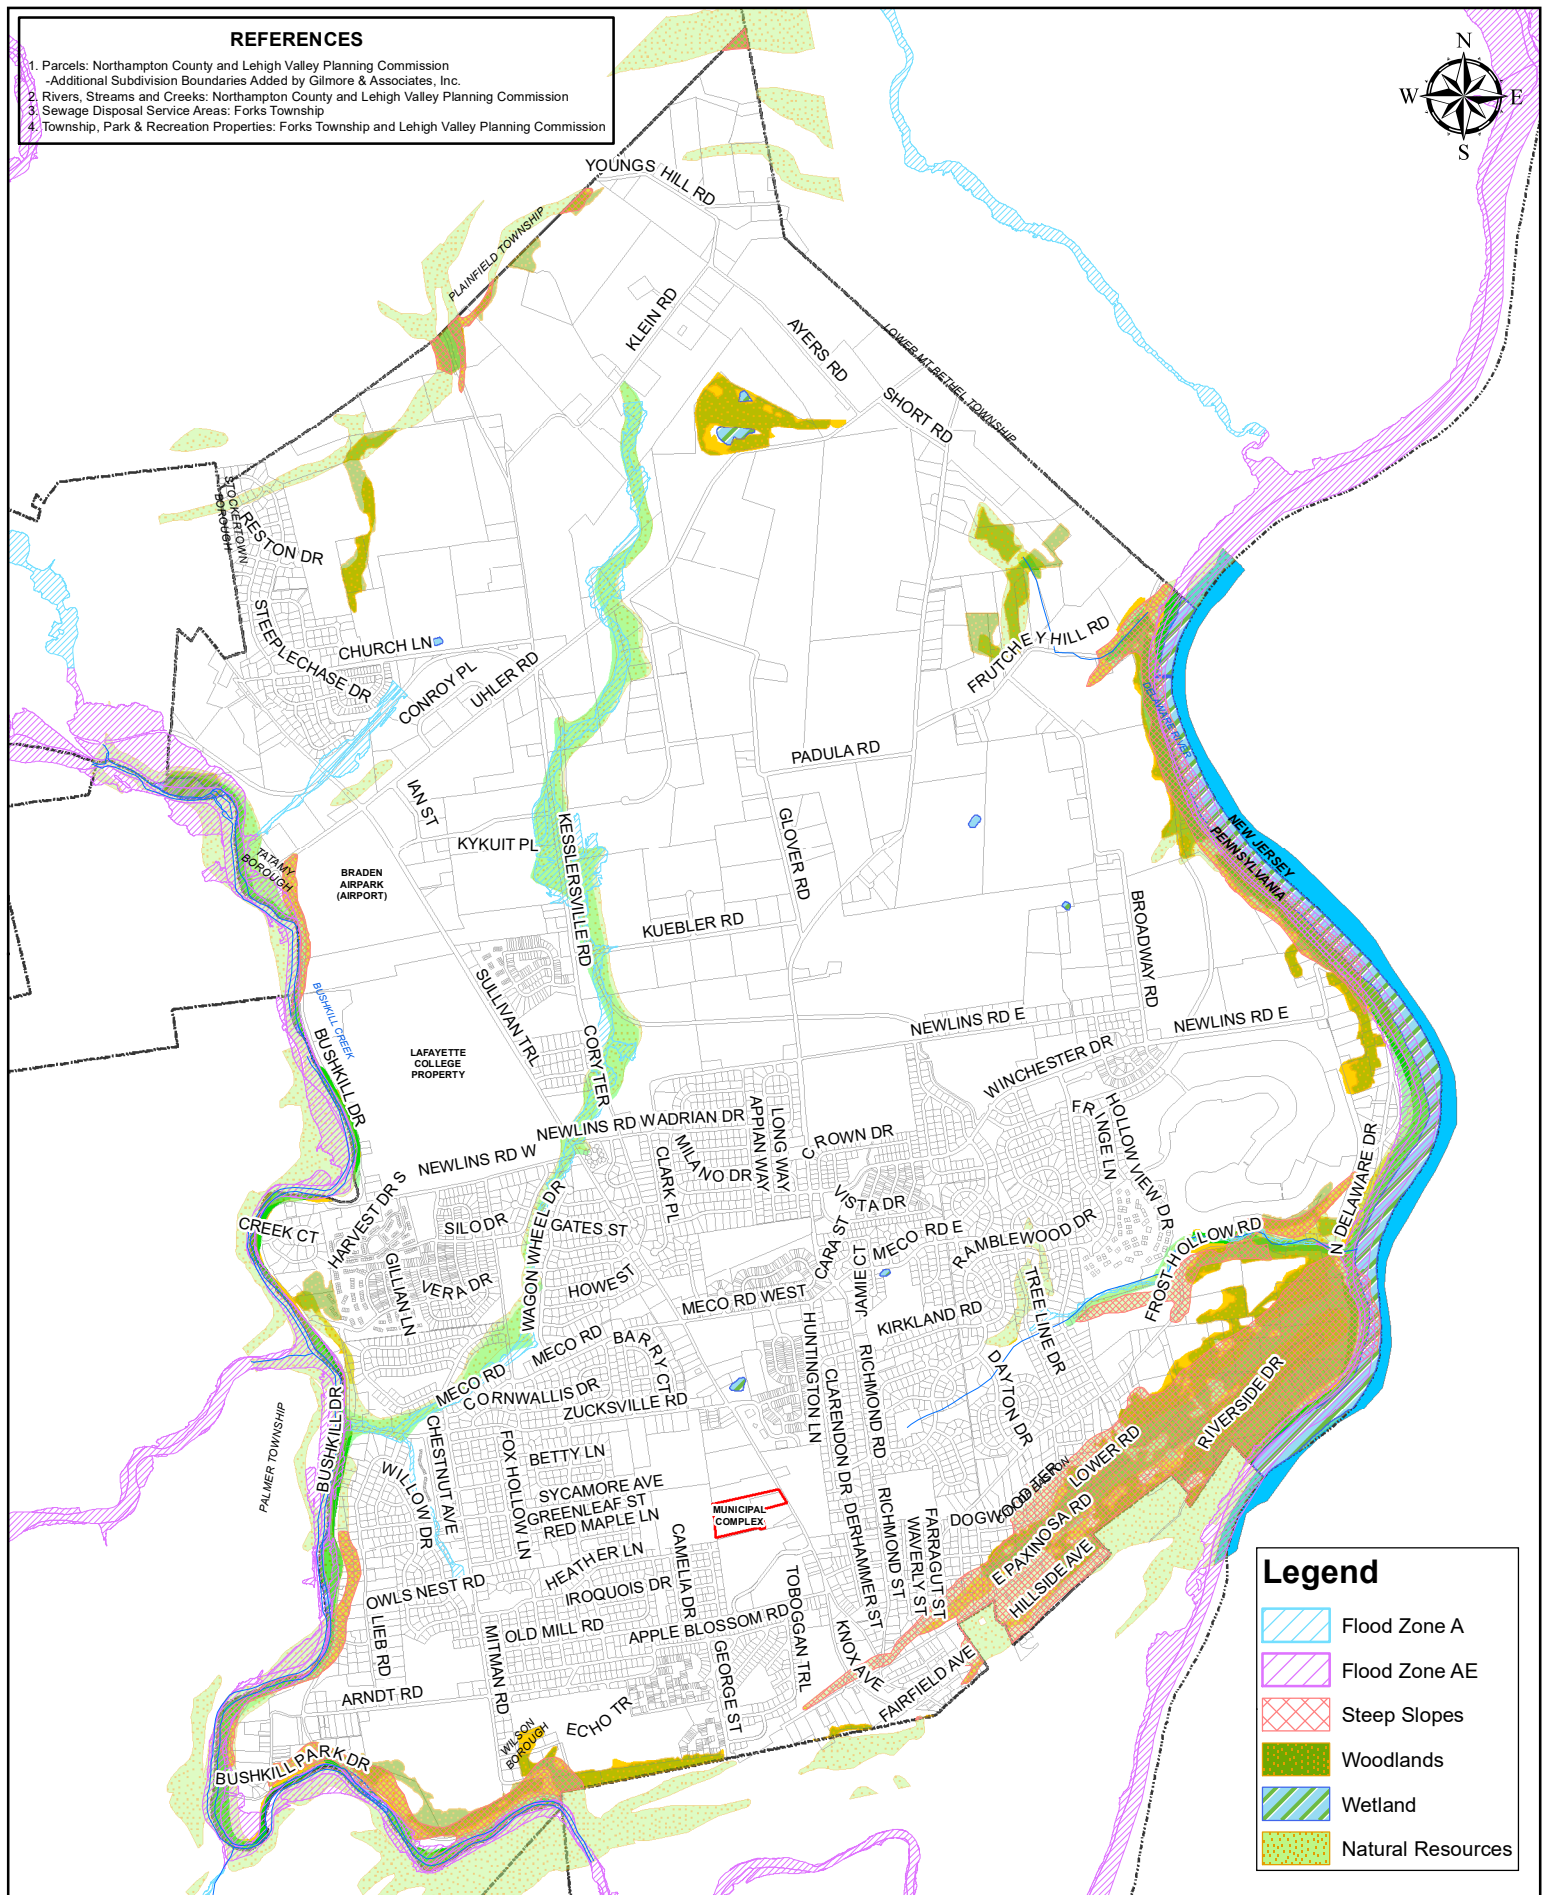 REFERENCES
1. Parcels: Northampton County and Lehigh Valley Planning Commission
-Additional Subdivision Boundaries Added by Gilmore & Associates, Inc.
2. Rivers, Streams and Creeks: Northampton County and Lehigh Valley Planning Commission
3. Sewage Disposal Service Areas: Forks Township
4. Township, Park & Recreation Properties: Forks Township and Lehigh Valley Planning Commission
N
W
E
S
YOUNGS HILL RD
PLAINFIELD TOWNSHIP
KLEIN RD
AYERS RD
LOWER MT BETHEL TOWNSHIP
SHORT RD
STOCKERTOWN
BOROUGH
RESTON DR
STEEPLECHASE DR
CHURCH LN
CONROY PL
UHLER RD
FRUTCHEY HILL RD
DELAWARE RIVER
PADULA RD
IAN ST
KYKUIT PL
KESSLERSVILLE RD
GLOVER RD
NEW JERSEY
PENNSYLVANIA
TATAMY
BOROUGH
BRADEN
AIRPARK
(AIRPORT)
KUEBLER RD
BROADWAY RD
SULLIVAN TRL
BUSHKILL CREEK
BUSHKILL DR
LAFAYETTE
COLLEGE
PROPERTY
CORY TER
NEWLINS RD E
NEWLINS RD E
WINCHESTER DR
NEWLINS RD W
NEWLINS RD W
ADRIAN DR
APPIAN WAY
LONG WAY
CROWN DR
FRINGE LN
HOLLOW VIEW DR
N DELAWARE DR
MILANO DR
CLARK PL
VISTA DR
CREEK CT
HARVEST DR S
SILO DR
GATES ST
WAGON WHEEL DR
GILLIAN LN
VERA DR
HOWE ST
CARA ST
MECO RD E
JAMIE CT
RAMBLEWOOD DR
FROST HOLLOW RD
MECO RD WEST
TREE LINE DR
KIRKLAND RD
MECO RD
BARRY CT
MECO RD
CORNWALLIS DR
ZUCKSVILLE RD
HUNTINGTON LN
CLARENDON DR
RICHMOND RD
DAYTON DR
RIVERSIDE DR
PALMER TOWNSHIP
BUSHKILL DR
CHESTNUT AVE
FOX HOLLOW LN
BETTY LN
WILLOW DR
SYCAMORE AVE
GREENLEAF ST
RED MAPLE LN
MUNICIPAL
COMPLEX
DERHAMMER ST
RICHMOND ST
WAVERLY ST
FARRAGUT ST
DOGWOOD TER
LOWER RD
E PAXINOSA RD
HILLSIDE AVE
HEATHER LN
CAMELIA DR
OWLS NEST RD
IROQUOIS DR
TOBOGGAN TRL
LIEB RD
OLD MILL RD
APPLE BLOSSOM RD
KNOX AVE
MITMAN RD
GEORGE ST
FAIRFIELD AVE
ARNDT RD
ECHO TR
WILSON
BOROUGH
BUSHKILL PARK DR
Legend
Flood Zone A
Flood Zone AE
Steep Slopes
Woodlands
Wetland
Natural Resources